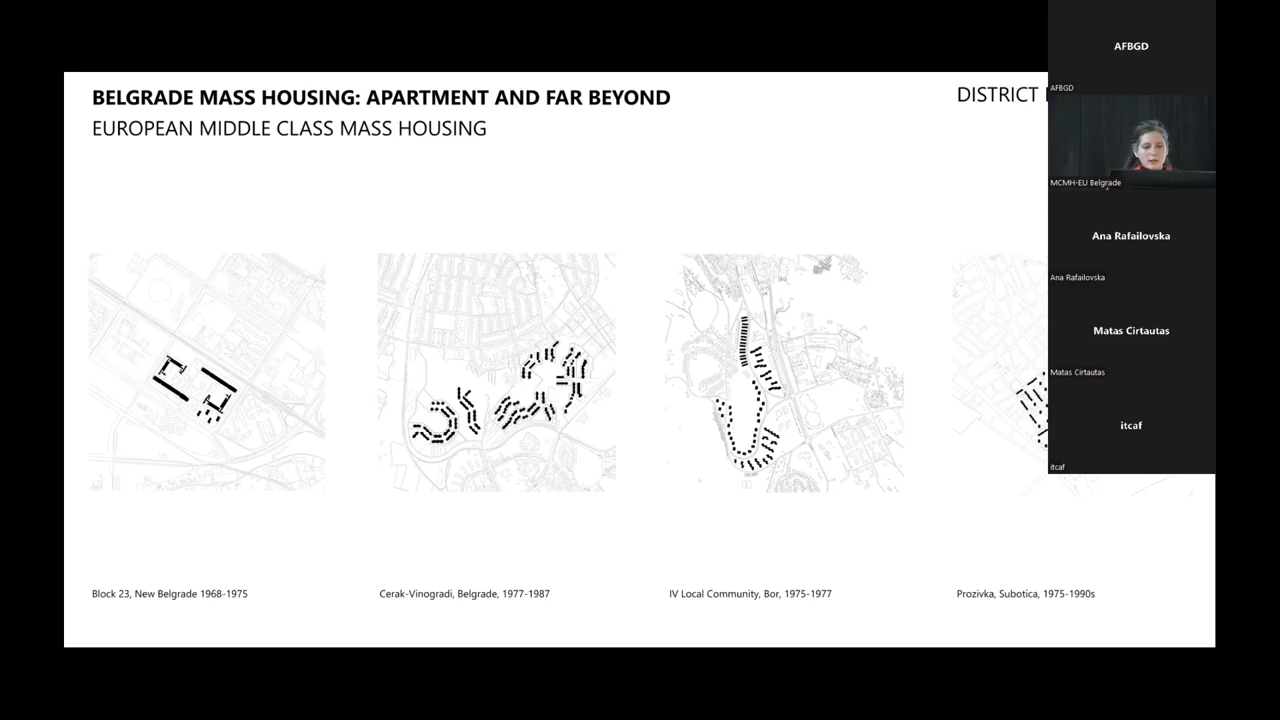 BELGRADE MASS HOUSING: APARTMENT AND FAR BEYOND
EUROPEAN MIDDLE CLASS MASS HOUSING
DISTRICT
Block 23, New Belgrade 1968-1975
Cerak-Vinogradi, Belgrade, 1977-1987
IV Local Community, Bor, 1975-1977
Prozivka, Subotica, 1975-1990s
AFBGD
AFBGD
MCMH-EU Belgrade
Ana Rafailovska
Ana Rafailovska
Matas Cirtautas
Matas Cirtautas
itcaf
itcaf